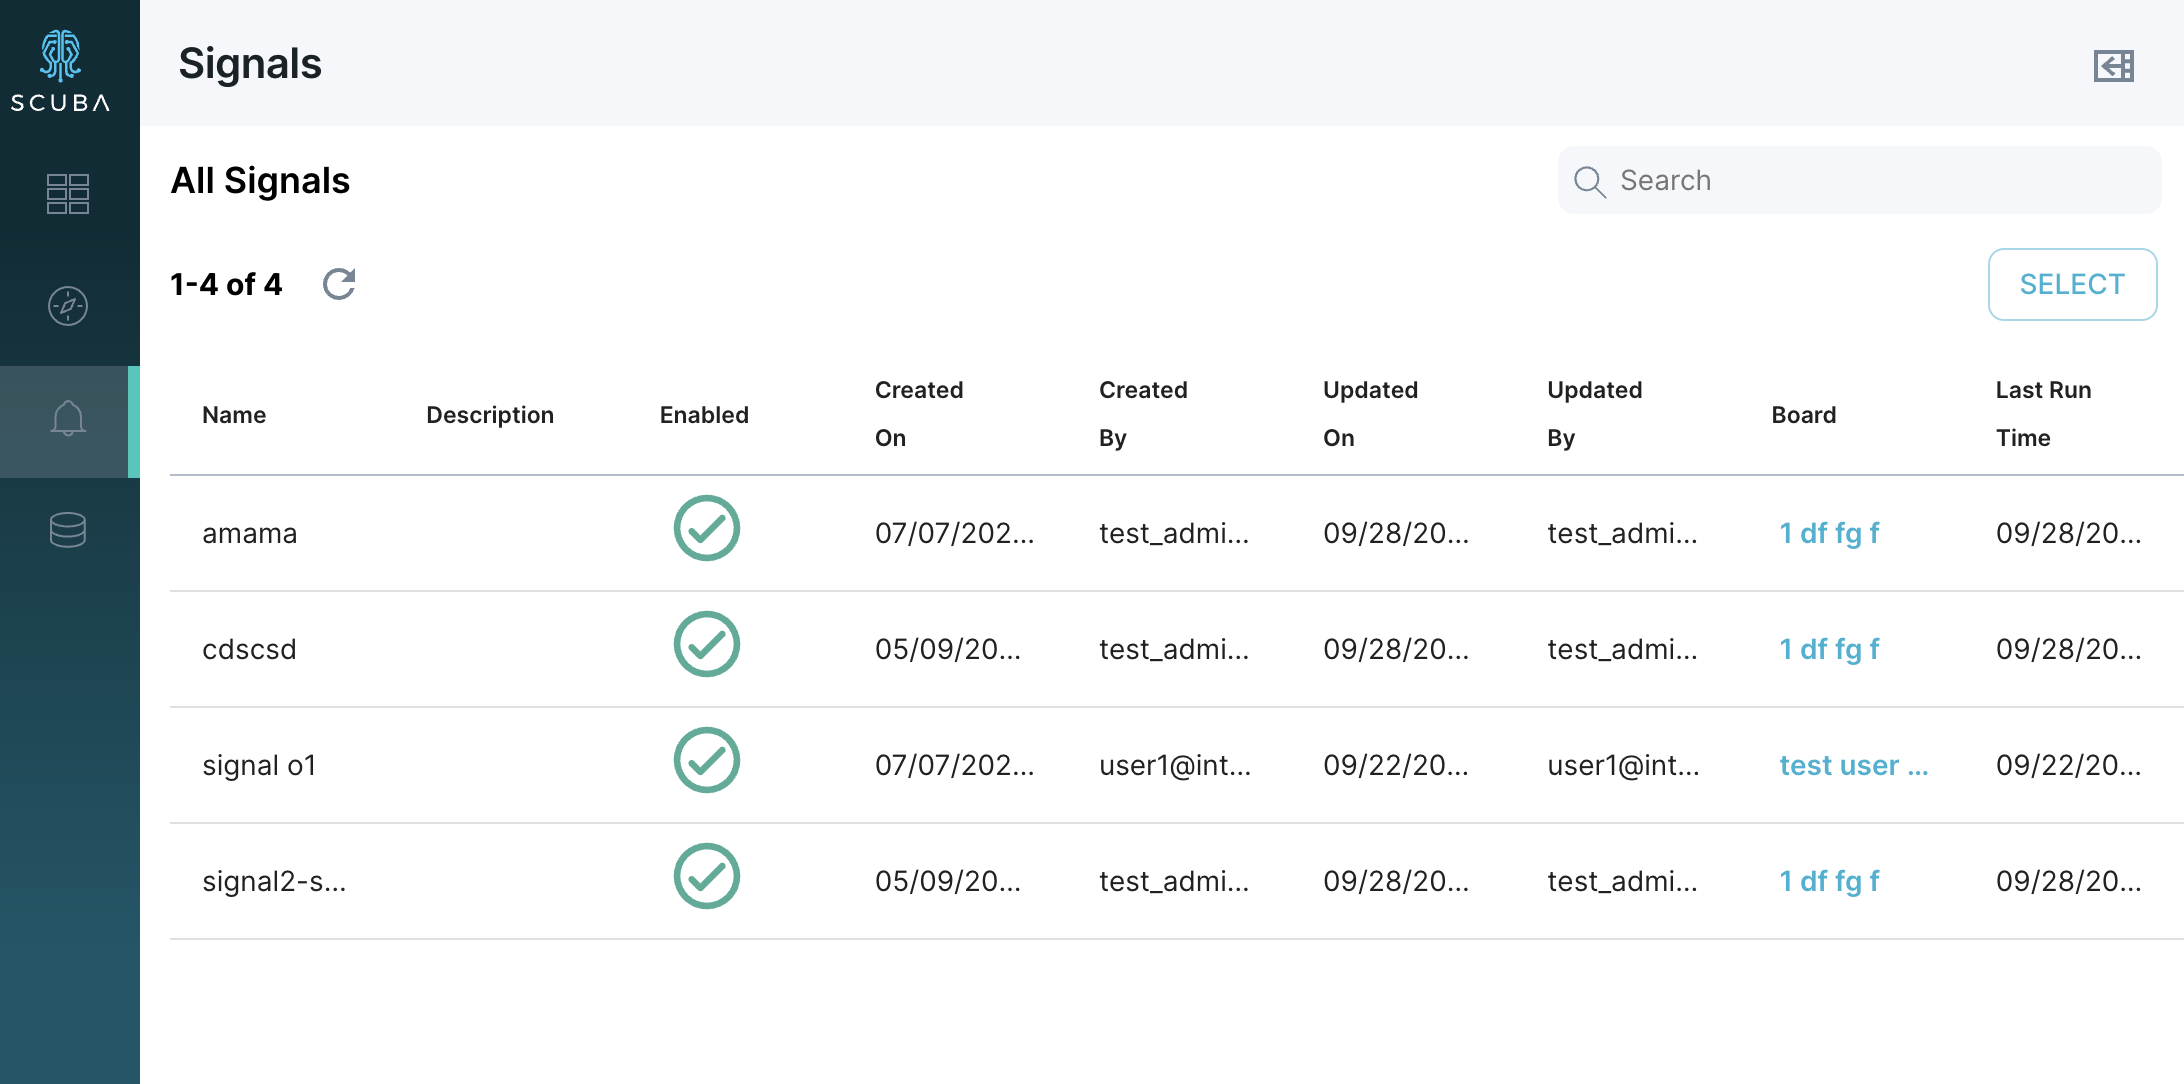 SCUBA
Signals
All Signals
Search
1-4 of 4
SELECT
Name Description Enabled Created On Created By Updated On Updated By Board Last Run Time
amama 07/07/202... test_admi... 09/28/20... test_admi... 1 df fg f 09/28/20...
cdscsd 05/09/20... test_admi... 09/28/20... test_admi... 1 df fg f 09/28/20...
signal o1 07/07/202... user1@int... 09/22/20... user1@int... test user ... 09/22/20...
signal2-s... 05/09/20... test_admi... 09/28/20... test_admi... 1 df fg f 09/28/20...